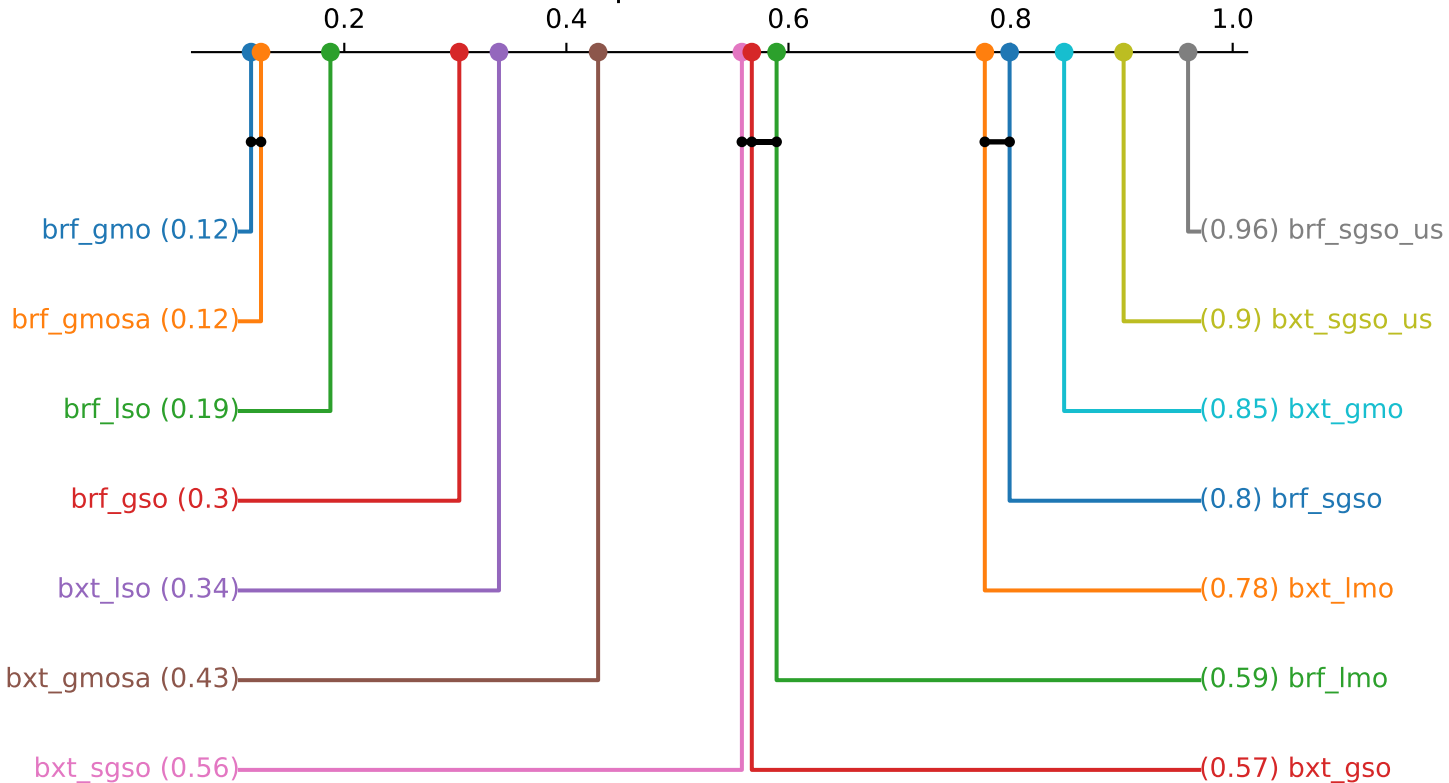 0.2 0.4 0.6 0.8 1.0
brf_gmo (0.12)
(0.96) brf_sgso_us
brf_gmosa (0.12)
(0.9) bxt_sgso_us
brf_lso (0.19)
(0.85) bxt_gmo
brf_gso (0.3)
(0.8) brf_sgso
bxt_lso (0.34)
(0.78) bxt_lmo
bxt_gmosa (0.43)
(0.59) brf_lmo
bxt_sgso (0.56)
(0.57) bxt_gso